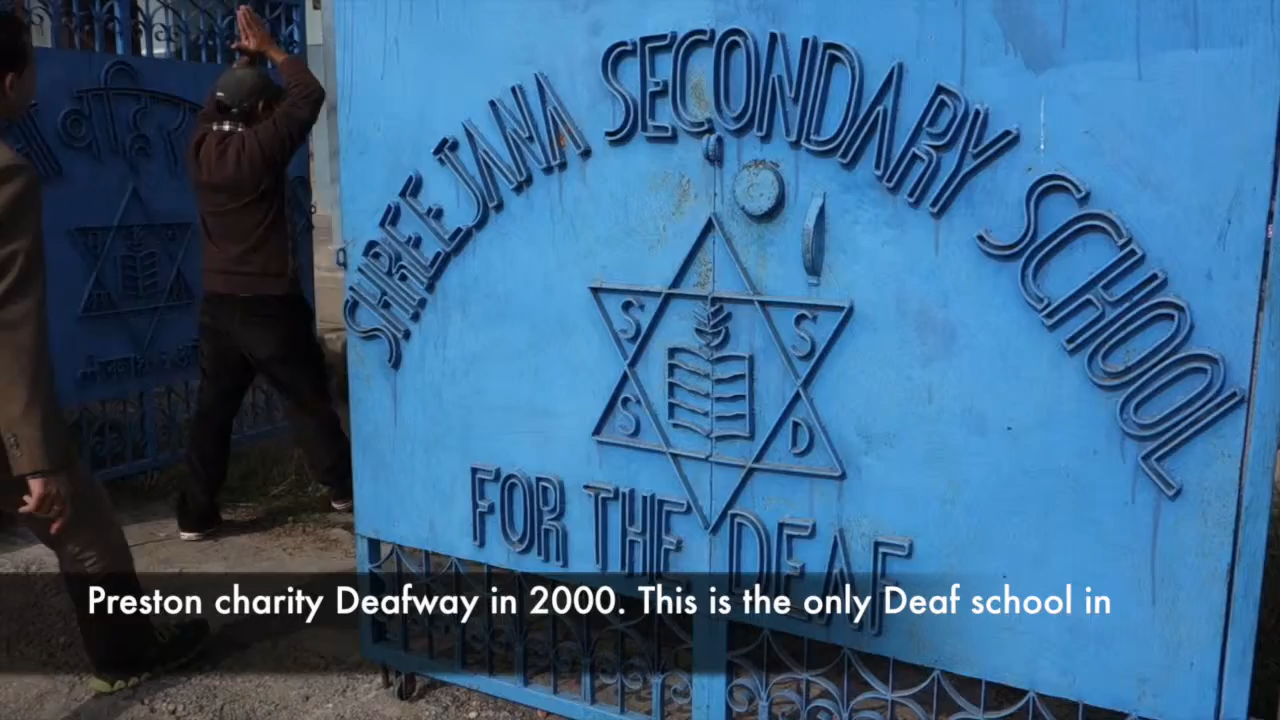 SHREEJANA SECONDARY SCHOOL
S S
S D
FOR THE DEAF
Preston charity Deafway in 2000. This is the only Deaf school in